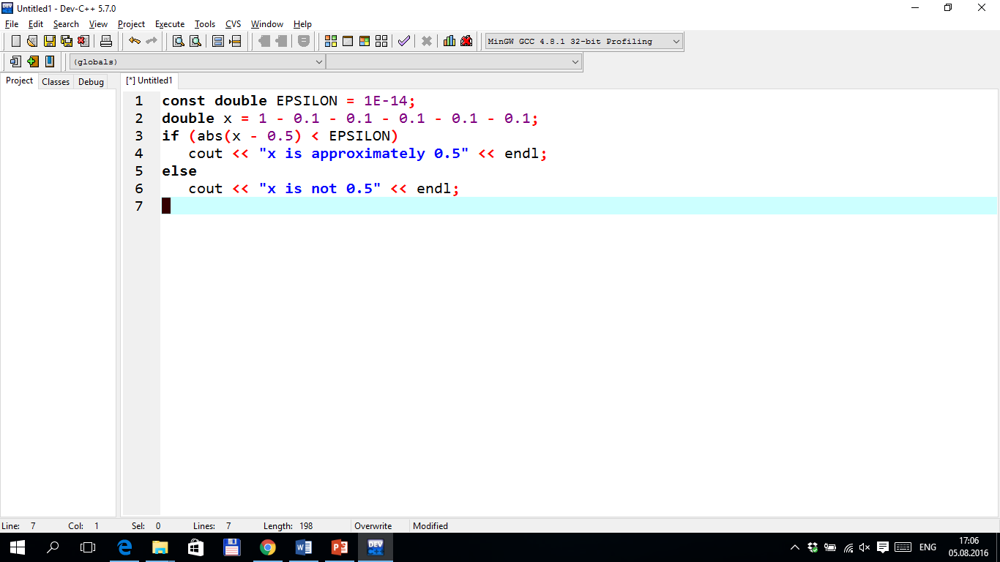 Untitled1 - Dev-C++ 5.7.0
File Edit Search View Project Execute Tools CVS Window Help
MinGW GCC 4.8.1 32-bit Profiling
(globals)
Project Classes Debug [*] Untitled1
1 const double EPSILON = 1E-14;
2 double x = 1 - 0.1 - 0.1 - 0.1 - 0.1 - 0.1;
3 if (abs(x - 0.5) < EPSILON)
4 cout << "x is approximately 0.5" << endl;
5 else
6 cout << "x is not 0.5" << endl;
7
Line: 7 Col: 1 Sel: 0 Lines: 7 Length: 198 Overwrite Modified
DEV
ENG
17:06
05.08.2016